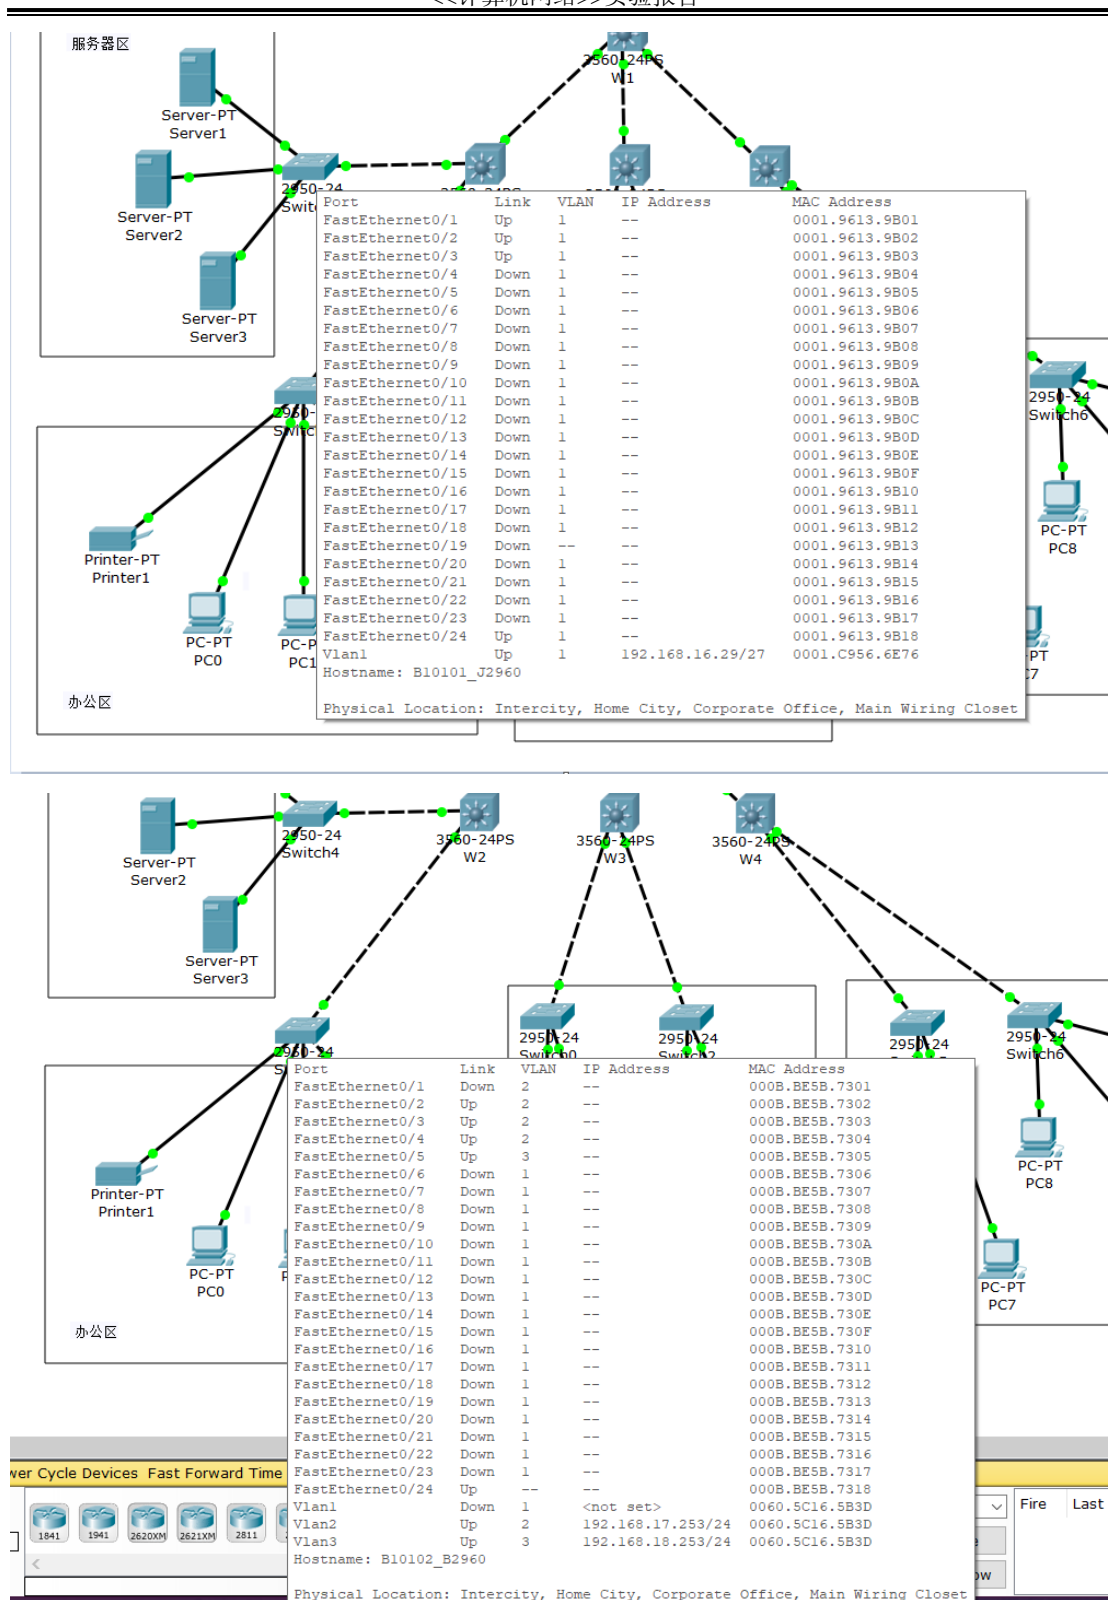 <<计算机网络>>实验报告
服务器区
3560-24PS
W1
Server-PT
Server1
2950-24
Server-PT
Server2
Server-PT
Server3
Port Link VLAN IP Address MAC Address
FastEthernet0/1 Up 1 -- 0001.9613.9B01
FastEthernet0/2 Up 1 -- 0001.9613.9B02
FastEthernet0/3 Up 1 -- 0001.9613.9B03
FastEthernet0/4 Down 1 -- 0001.9613.9B04
FastEthernet0/5 Down 1 -- 0001.9613.9B05
FastEthernet0/6 Down 1 -- 0001.9613.9B06
FastEthernet0/7 Down 1 -- 0001.9613.9B07
FastEthernet0/8 Down 1 -- 0001.9613.9B08
FastEthernet0/9 Down 1 -- 0001.9613.9B09
FastEthernet0/10 Down 1 -- 0001.9613.9B0A
FastEthernet0/11 Down 1 -- 0001.9613.9B0B
FastEthernet0/12 Down 1 -- 0001.9613.9B0C
FastEthernet0/13 Down 1 -- 0001.9613.9B0D
FastEthernet0/14 Down 1 -- 0001.9613.9B0E
FastEthernet0/15 Down 1 -- 0001.9613.9B0F
FastEthernet0/16 Down 1 -- 0001.9613.9B10
FastEthernet0/17 Down 1 -- 0001.9613.9B11
FastEthernet0/18 Down 1 -- 0001.9613.9B12
FastEthernet0/19 Down -- -- 0001.9613.9B13
FastEthernet0/20 Down 1 -- 0001.9613.9B14
FastEthernet0/21 Down 1 -- 0001.9613.9B15
FastEthernet0/22 Down 1 -- 0001.9613.9B16
FastEthernet0/23 Down 1 -- 0001.9613.9B17
FastEthernet0/24 Up 1 -- 0001.9613.9B18
Vlan1 Up 1 192.168.16.29/27 0001.C956.6E76
Hostname: B10101_J2960
Physical Location: Intercity, Home City, Corporate Office, Main Wiring Closet
2950-24
Switch6
PC-PT
PC8
Printer-PT
Printer1
PC-PT
PC0
PC1
办公区
2950-24
Switch4
3560-24PS
W2
3560-24PS
W3
3560-24PS
W4
Server-PT
Server2
Server-PT
Server3
2950-24
2950-24
Switch0
2950-24
Switch2
2950-24
2950-24
Switch6
Port Link VLAN IP Address MAC Address
FastEthernet0/1 Down 2 -- 000B.BE5B.7301
FastEthernet0/2 Up 2 -- 000B.BE5B.7302
FastEthernet0/3 Up 2 -- 000B.BE5B.7303
FastEthernet0/4 Up 2 -- 000B.BE5B.7304
FastEthernet0/5 Up 3 -- 000B.BE5B.7305
FastEthernet0/6 Down 1 -- 000B.BE5B.7306
FastEthernet0/7 Down 1 -- 000B.BE5B.7307
FastEthernet0/8 Down 1 -- 000B.BE5B.7308
FastEthernet0/9 Down 1 -- 000B.BE5B.7309
FastEthernet0/10 Down 1 -- 000B.BE5B.730A
FastEthernet0/11 Down 1 -- 000B.BE5B.730B
FastEthernet0/12 Down 1 -- 000B.BE5B.730C
FastEthernet0/13 Down 1 -- 000B.BE5B.730D
FastEthernet0/14 Down 1 -- 000B.BE5B.730E
FastEthernet0/15 Down 1 -- 000B.BE5B.730F
FastEthernet0/16 Down 1 -- 000B.BE5B.7310
FastEthernet0/17 Down 1 -- 000B.BE5B.7311
FastEthernet0/18 Down 1 -- 000B.BE5B.7312
FastEthernet0/19 Down 1 -- 000B.BE5B.7313
FastEthernet0/20 Down 1 -- 000B.BE5B.7314
FastEthernet0/21 Down 1 -- 000B.BE5B.7315
FastEthernet0/22 Down 1 -- 000B.BE5B.7316
FastEthernet0/23 Down 1 -- 000B.BE5B.7317
FastEthernet0/24 Up -- -- 000B.BE5B.7318
Vlan1 Down 1 <not set> 0060.5C16.5B3D
Vlan2 Up 2 192.168.17.253/24 0060.5C16.5B3D
Vlan3 Up 3 192.168.18.253/24 0060.5C16.5B3D
Hostname: B10102_B2960
Physical Location: Intercity, Home City, Corporate Office, Main Wiring Closet
PC-PT
PC8
PC-PT
PC7
Printer-PT
Printer1
PC-PT
PC0
办公区
wer Cycle Devices Fast Forward Time
1841 1941 2620XM 2621XM 2811
Fire Last